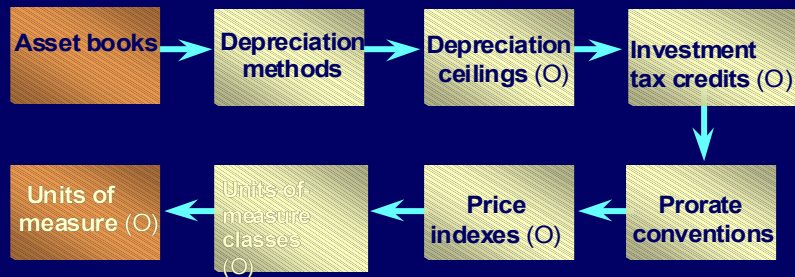 Asset books
Depreciation
methods
Depreciation
ceilings (O)
Investment
tax credits (O)
Prorate
conventions
Price
indexes (O)
Units-of-
measure
classes
(O)
Units of
measure (O)